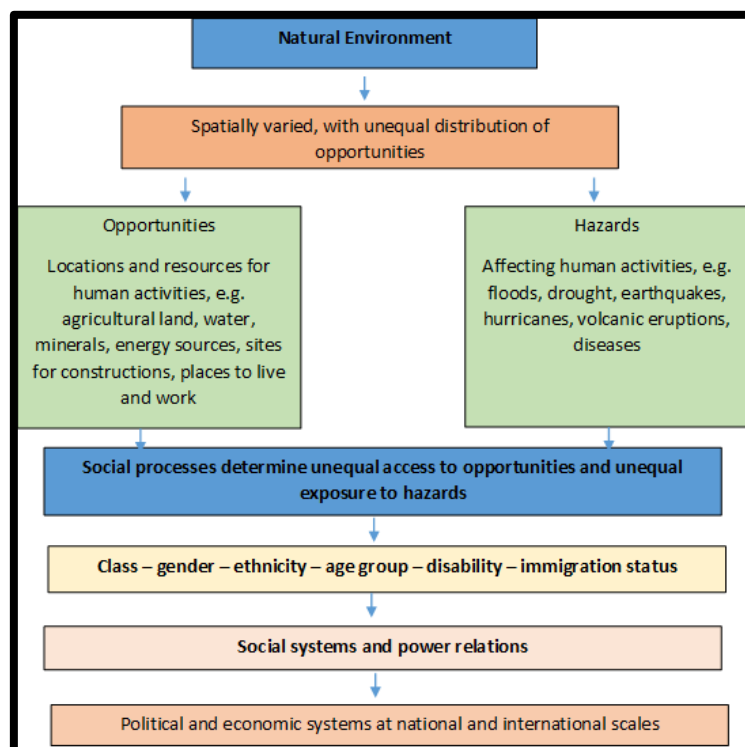 Natural Environment
Spatially varied, with unequal distribution of
opportunities
Opportunities
Locations and resources for
human activities, e.g.
agricultural land, water,
minerals, energy sources, sites
for constructions, places to live
and work
Hazards
Affecting human activities, e.g.
floods, drought, earthquakes,
hurricanes, volcanic eruptions,
diseases
Social processes determine unequal access to opportunities and unequal
exposure to hazards
Class – gender – ethnicity – age group – disability – immigration status
Social systems and power relations
Political and economic systems at national and international scales